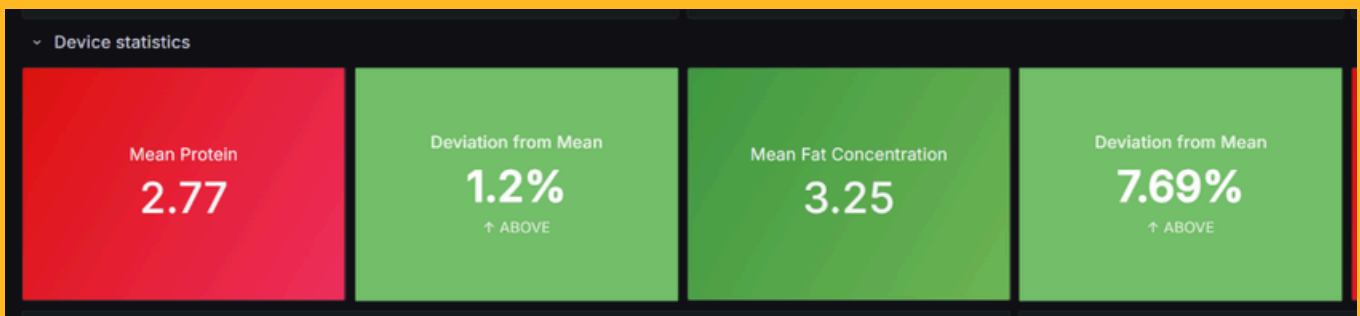 Device statistics
Mean Protein
2.77
Deviation from Mean
1.2%
↑ ABOVE
Mean Fat Concentration
3.25
Deviation from Mean
7.69%
↑ ABOVE